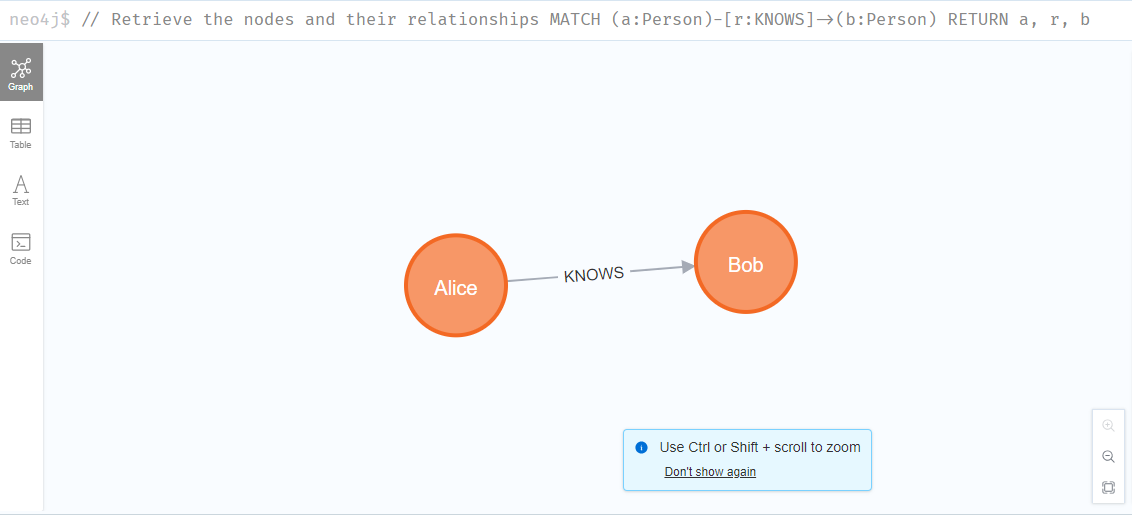 neo4j$ // Retrieve the nodes and their relationships MATCH (a:Person)-[r:KNOWS]->(b:Person) RETURN a, r, b
Graph
Table
Text
Code
Alice
KNOWS
Bob
Use Ctrl or Shift + scroll to zoom
Don't show again